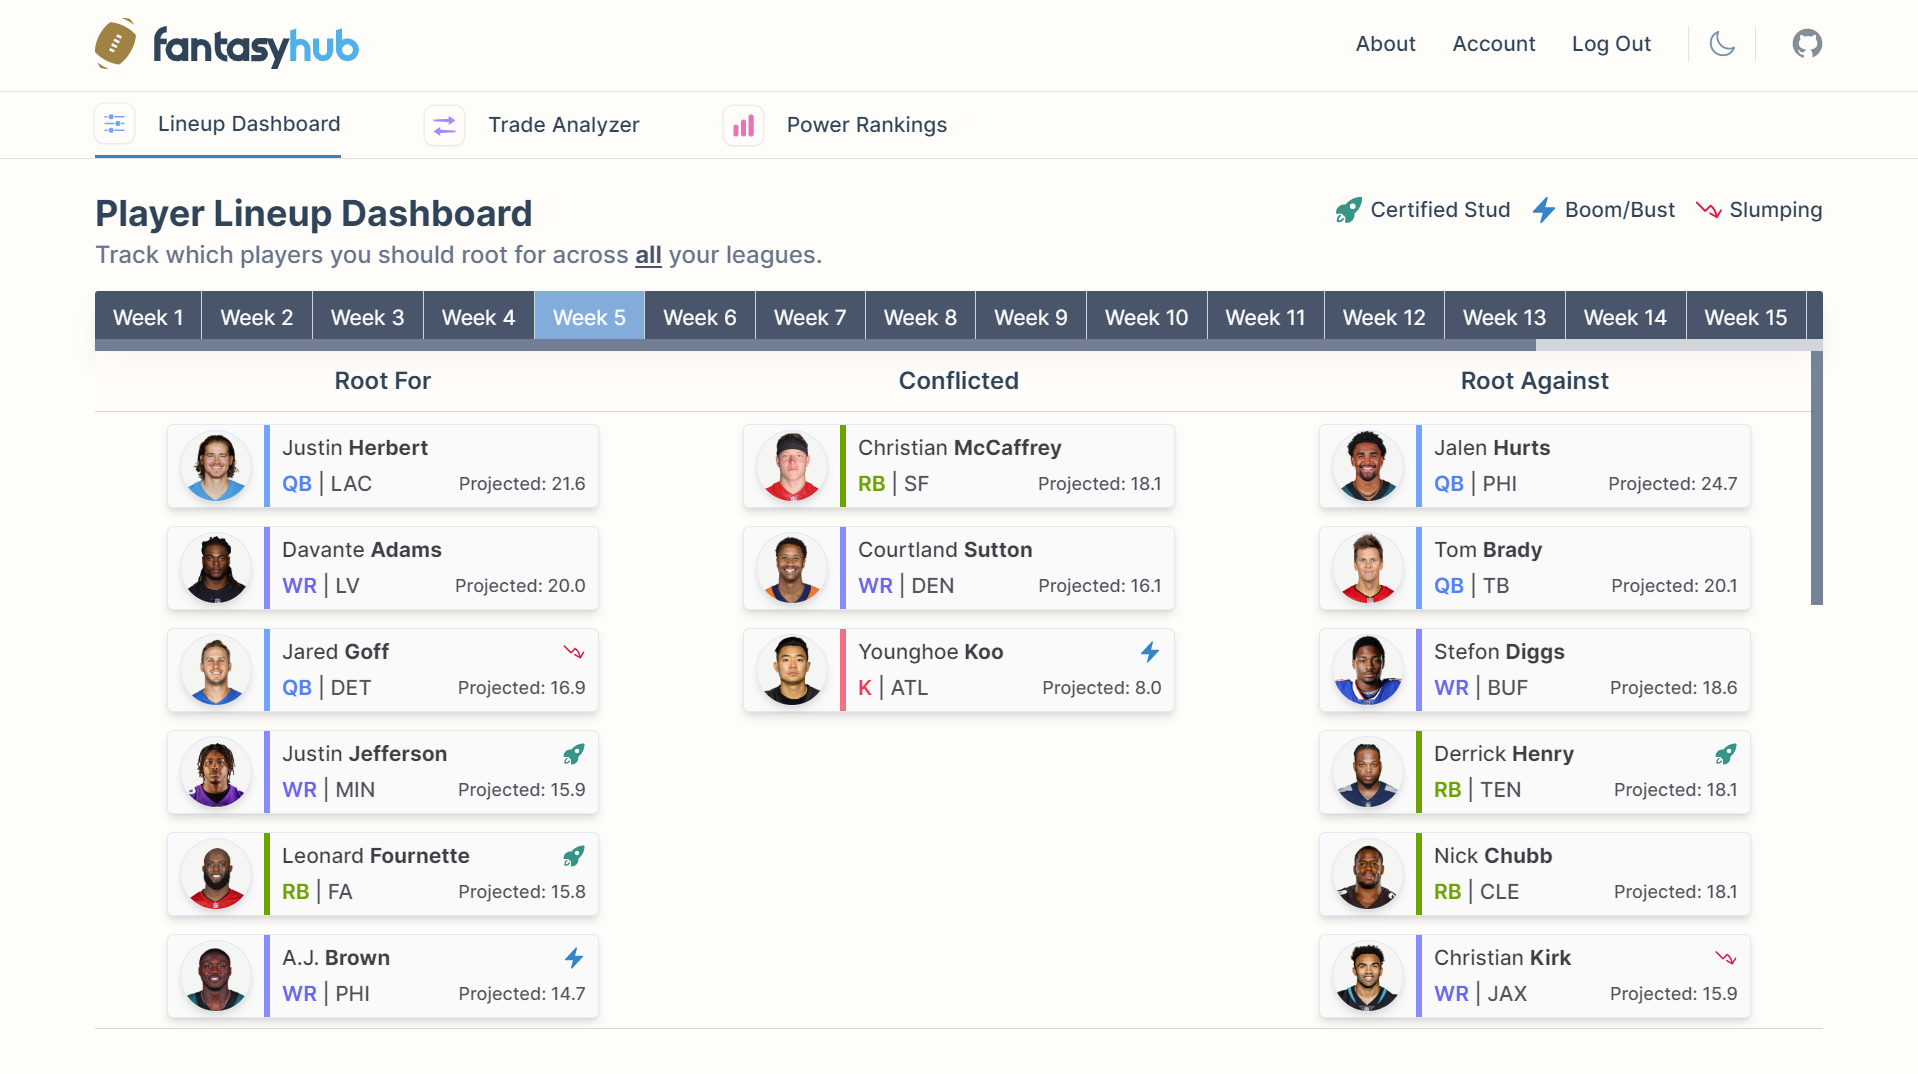 fantasyhub
About Account Log Out
Lineup Dashboard Trade Analyzer Power Rankings
Player Lineup Dashboard
Certified Stud Boom/Bust Slumping
Track which players you should root for across all your leagues.
Week 1 Week 2 Week 3 Week 4 Week 5 Week 6 Week 7 Week 8 Week 9 Week 10 Week 11 Week 12 Week 13 Week 14 Week 15
Root For
Justin Herbert
QB | LAC Projected: 21.6
Davante Adams
WR | LV Projected: 20.0
Jared Goff
QB | DET Projected: 16.9
Justin Jefferson
WR | MIN Projected: 15.9
Leonard Fournette
RB | FA Projected: 15.8
A.J. Brown
WR | PHI Projected: 14.7
Conflicted
Christian McCaffrey
RB | SF Projected: 18.1
Courtland Sutton
WR | DEN Projected: 16.1
Younghoe Koo
K | ATL Projected: 8.0
Root Against
Jalen Hurts
QB | PHI Projected: 24.7
Tom Brady
QB | TB Projected: 20.1
Stefon Diggs
WR | BUF Projected: 18.6
Derrick Henry
RB | TEN Projected: 18.1
Nick Chubb
RB | CLE Projected: 18.1
Christian Kirk
WR | JAX Projected: 15.9